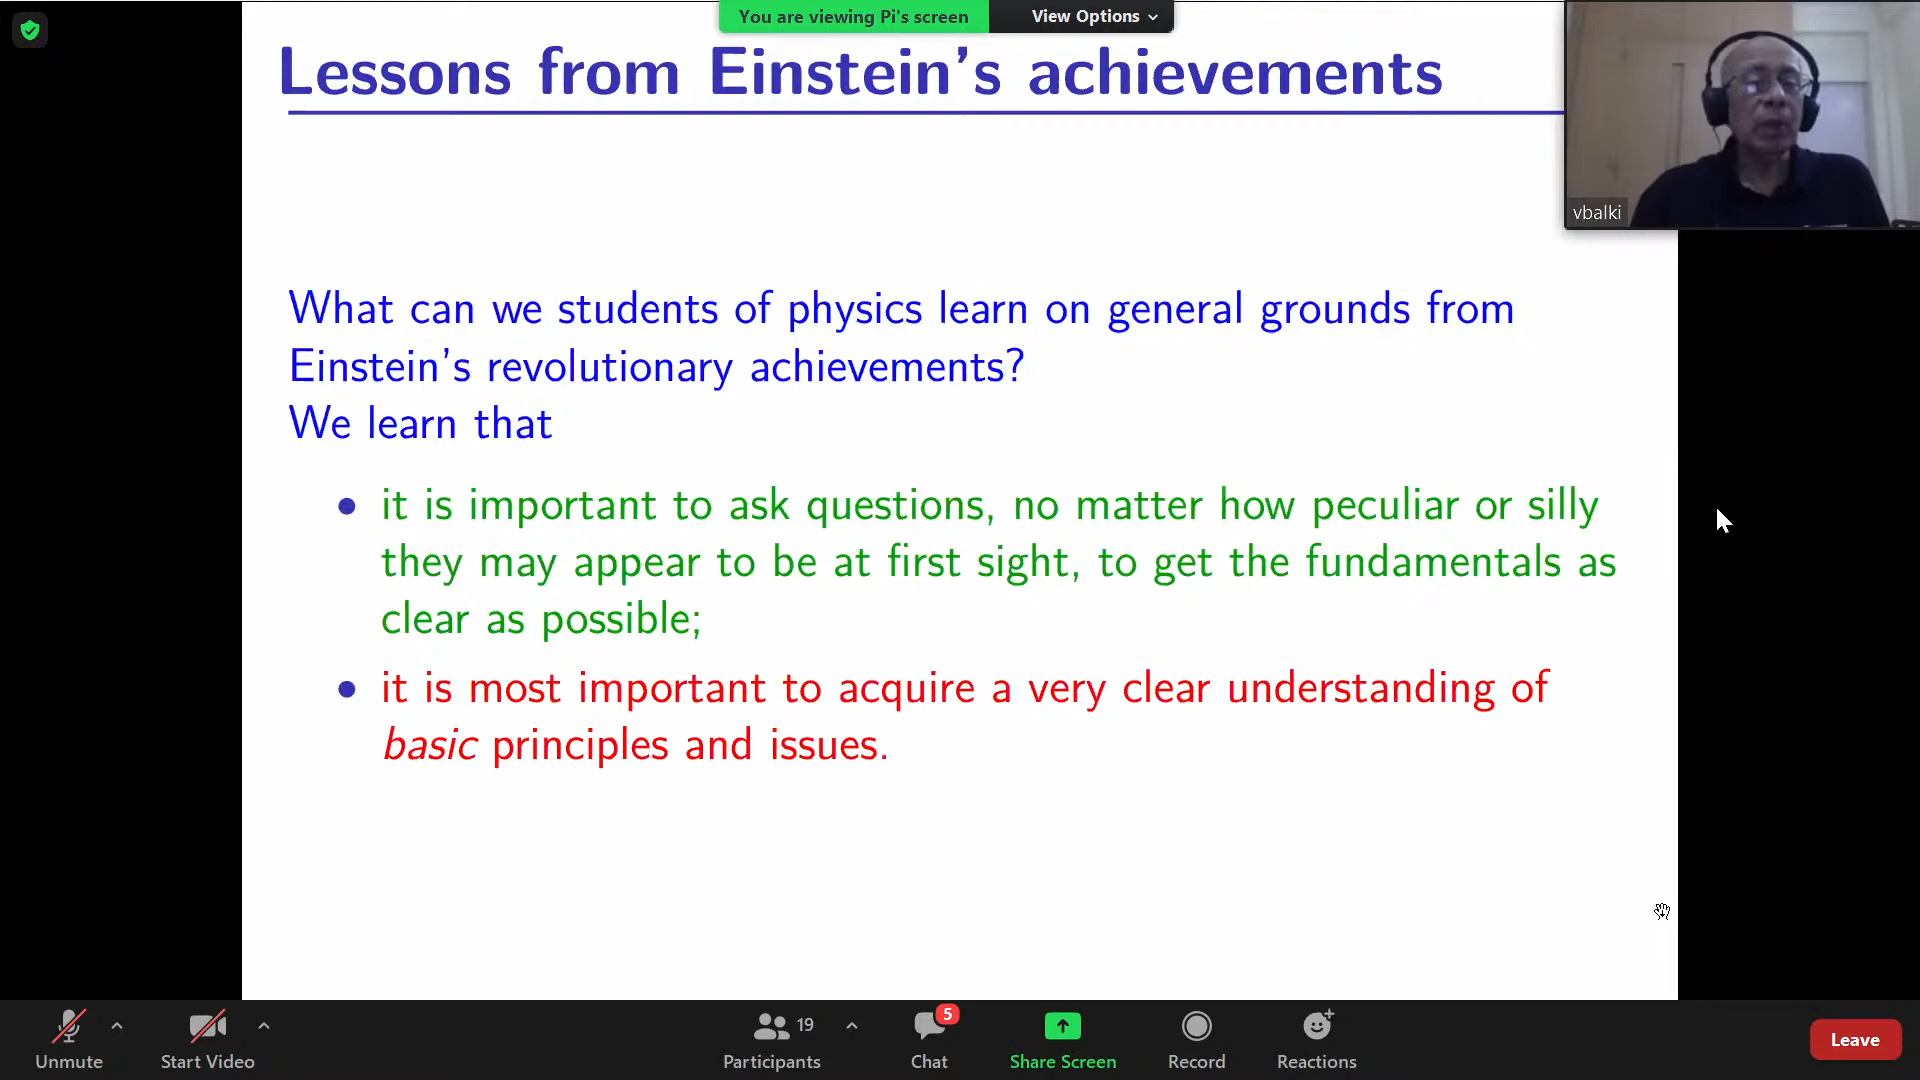 You are viewing Pi's screen View Options
Lessons from Einstein's achievements
vbalki
What can we students of physics learn on general grounds from
Einstein's revolutionary achievements?
We learn that
• it is important to ask questions, no matter how peculiar or silly
they may appear to be at first sight, to get the fundamentals as
clear as possible;
• it is most important to acquire a very clear understanding of
basic principles and issues.
19
5
Unmute Start Video Participants Chat Share Screen Record Reactions Leave